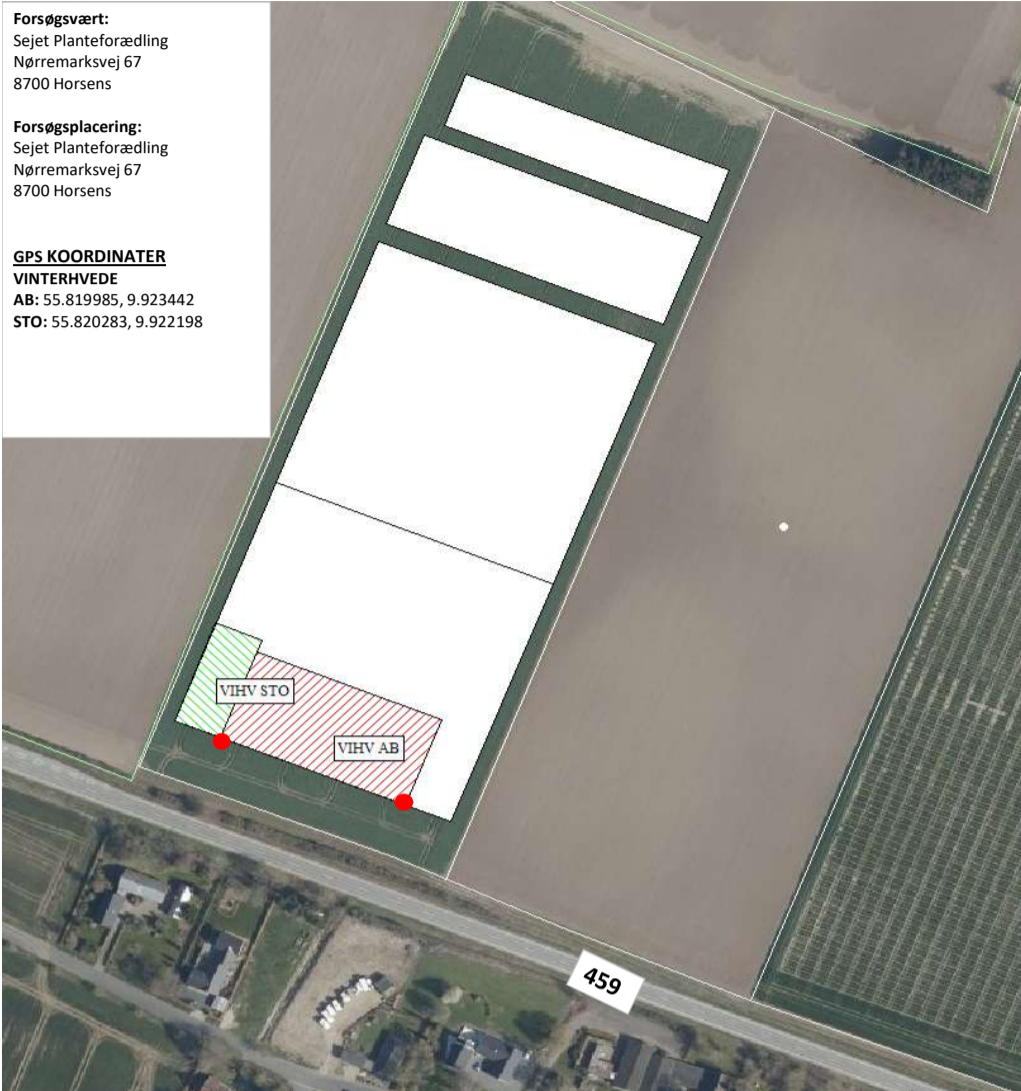 Forsøgsvært:
Sejet Planteforædling
Nørremarksvej 67
8700 Horsens
Forsøgsplacering:
Sejet Planteforædling
Nørremarksvej 67
8700 Horsens
GPS KOORDINATER
VINTERHVEDE
AB: 55.819985, 9.923442
STO: 55.820283, 9.922198
VIHV STO
VIHV AB
459